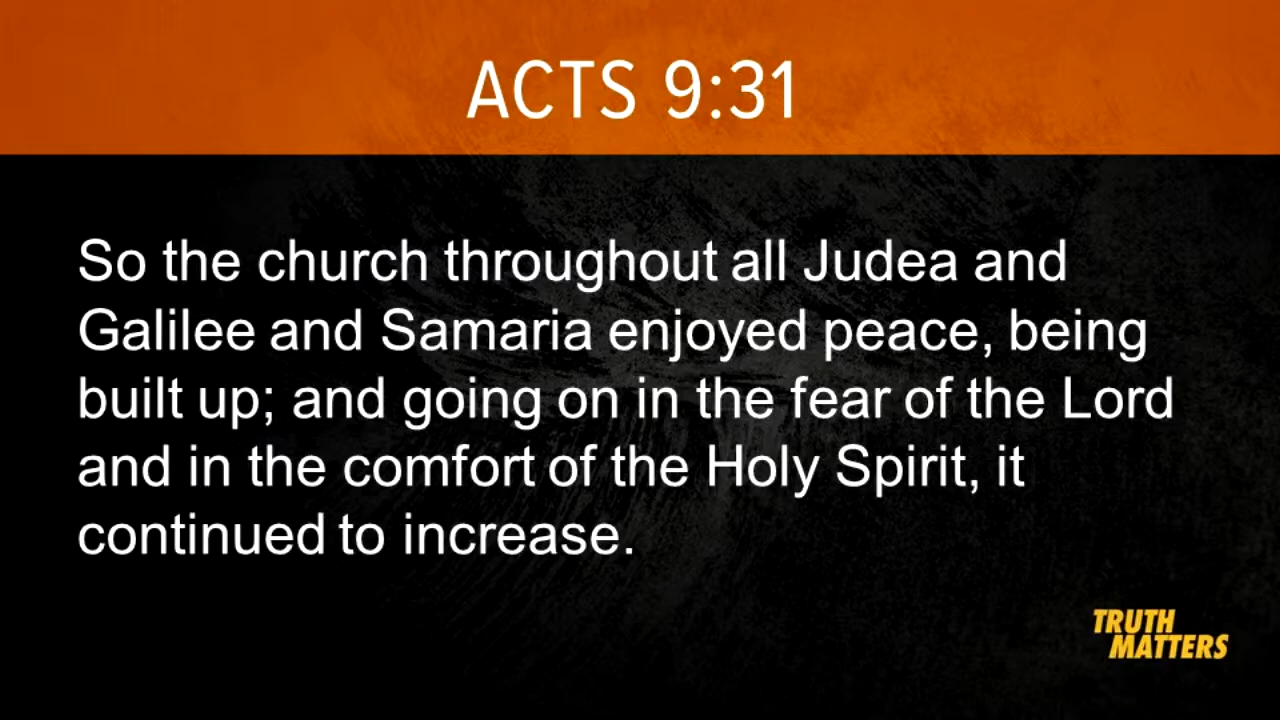 ACTS 9:31
So the church throughout all Judea and
Galilee and Samaria enjoyed peace, being
built up; and going on in the fear of the Lord
and in the comfort of the Holy Spirit, it
continued to increase.
TRUTH
MATTERS